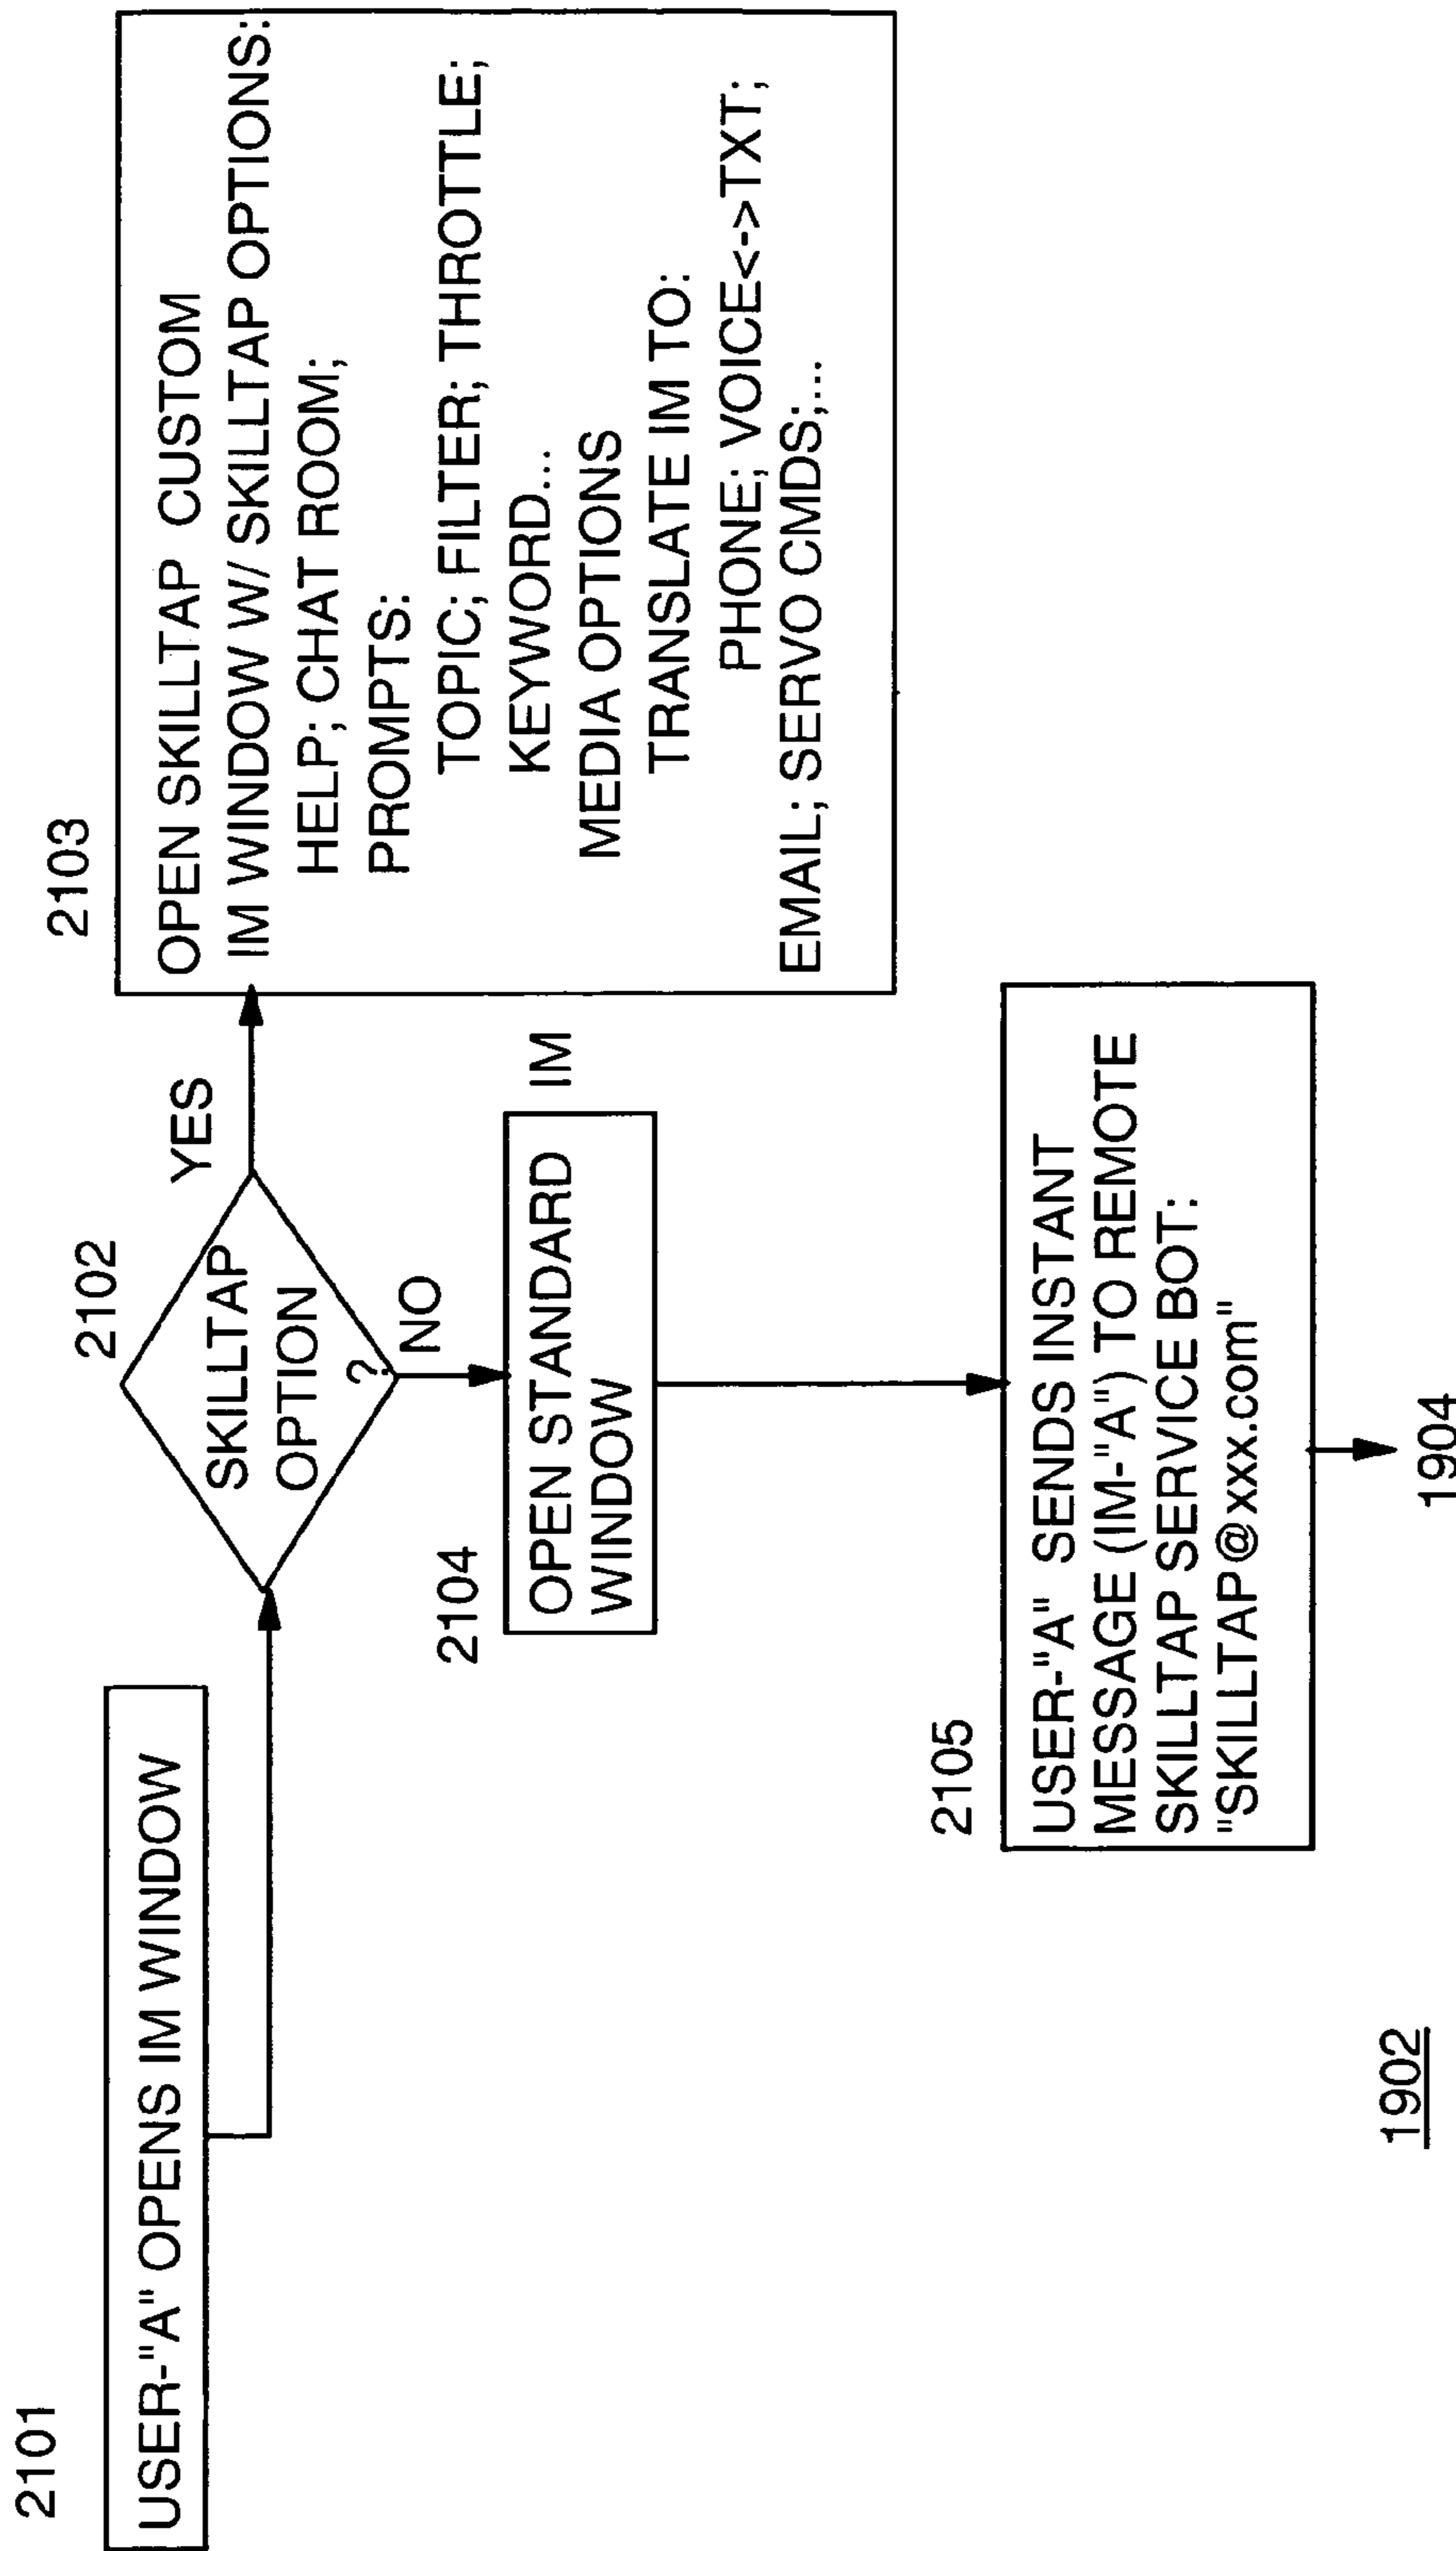 2101
USER-"A" OPENS IM WINDOW
2102
SKILLTAP
OPTION
?
YES
NO
2103
OPEN SKILLTAP CUSTOM
IM WINDOW W/ SKILLTAP OPTIONS:
HELP; CHAT ROOM;
PROMPTS:
TOPIC; FILTER; THROTTLE;
KEYWORD...
MEDIA OPTIONS
TRANSLATE IM TO:
PHONE; VOICE<->TXT;
EMAIL; SERVO CMDS;...
2104
OPEN STANDARD IM
WINDOW
2105
USER-"A" SENDS INSTANT
MESSAGE (IM-"A") TO REMOTE
SKILLTAP SERVICE BOT:
"SKILLTAP@xxx.com"
1904
1902